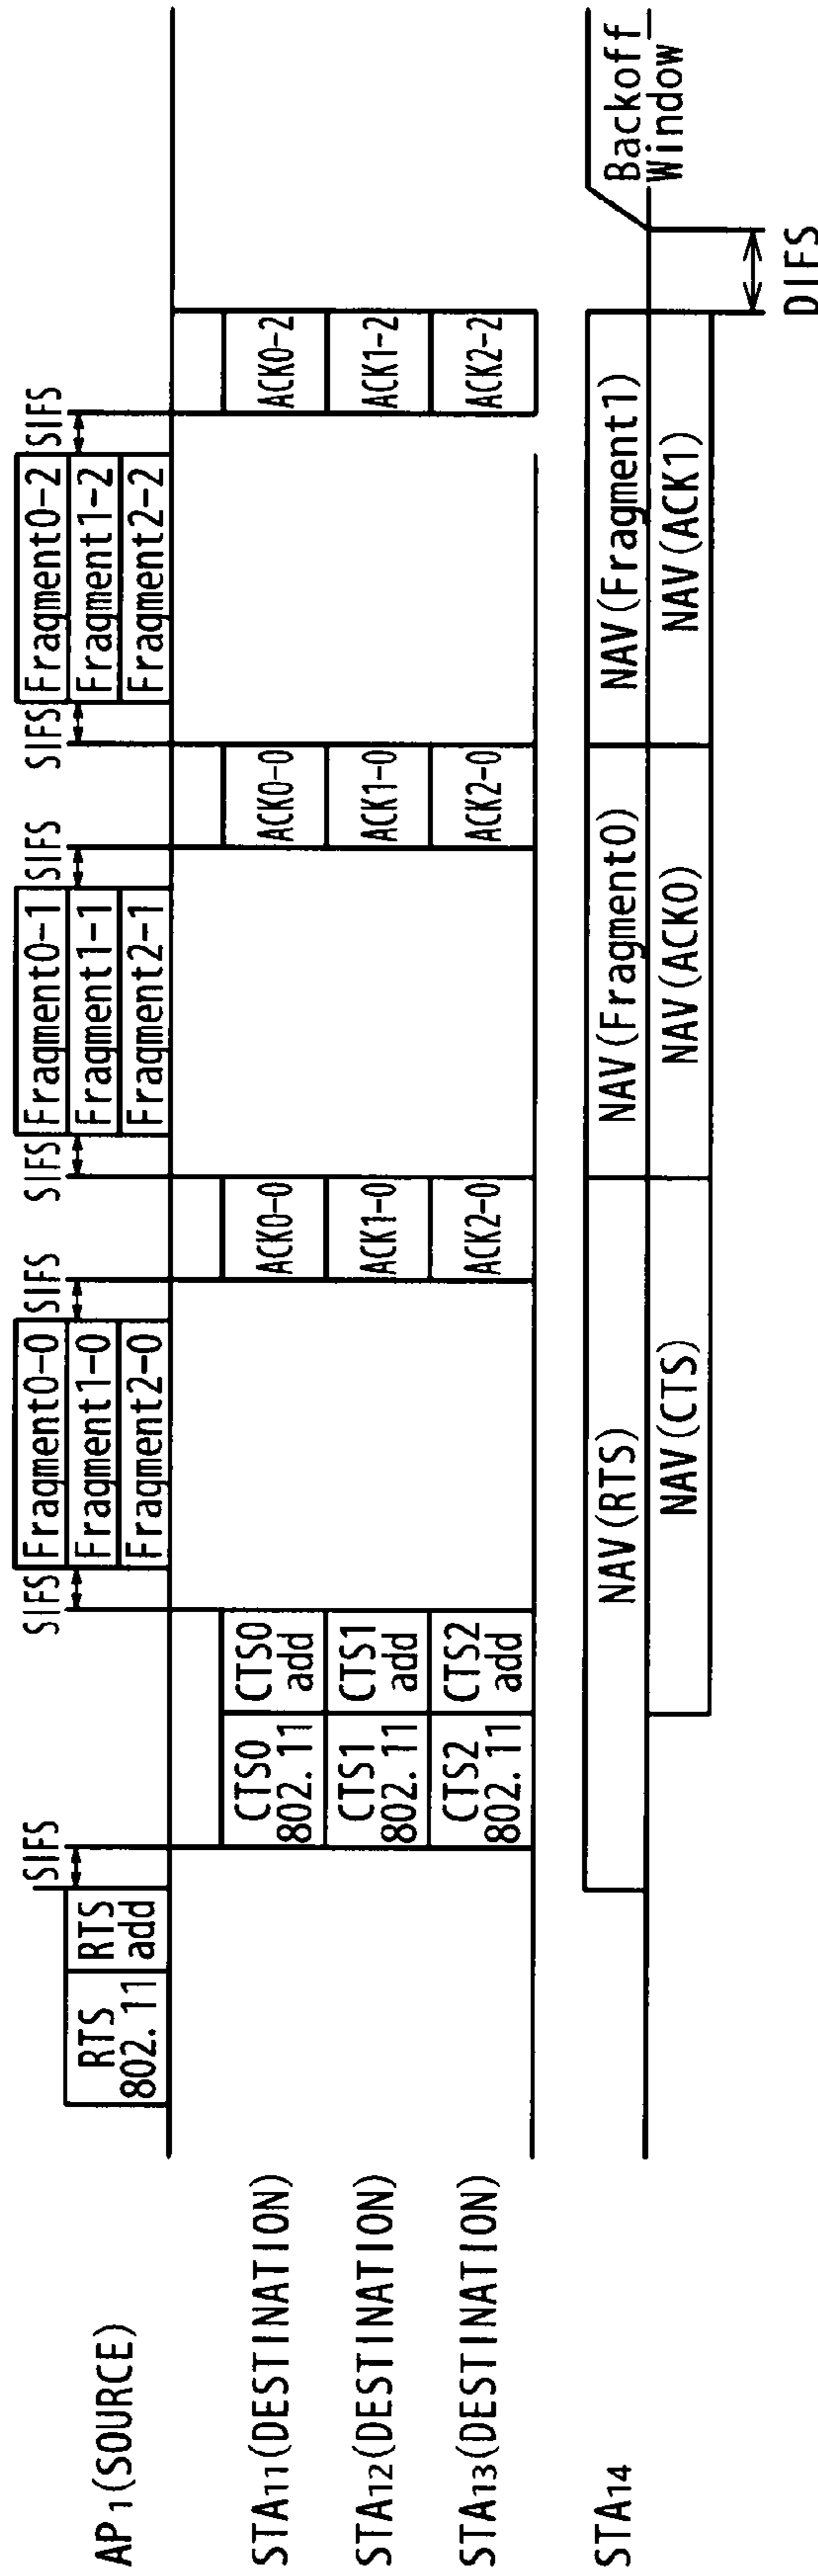 AP1(SOURCE)
RTS
802.11
RTS
add
SIFS
SIFS
Fragment0-0
Fragment1-0
Fragment2-0
SIFS
SIFS
Fragment0-1
Fragment1-1
Fragment2-1
SIFS
SIFS
Fragment0-2
Fragment1-2
Fragment2-2
SIFS
STA11(DESTINATION)
CTS0
802.11
CTS0
add
ACK0-0
ACK0-0
ACK0-2
STA12(DESTINATION)
CTS1
802.11
CTS1
add
ACK1-0
ACK1-0
ACK1-2
STA13(DESTINATION)
CTS2
802.11
CTS2
add
ACK2-0
ACK2-0
ACK2-2
STA14
NAV(RTS)
NAV(Fragment0)
NAV(Fragment1)
Backoff
Window
NAV(CTS)
NAV(ACK0)
NAV(ACK1)
DIFS